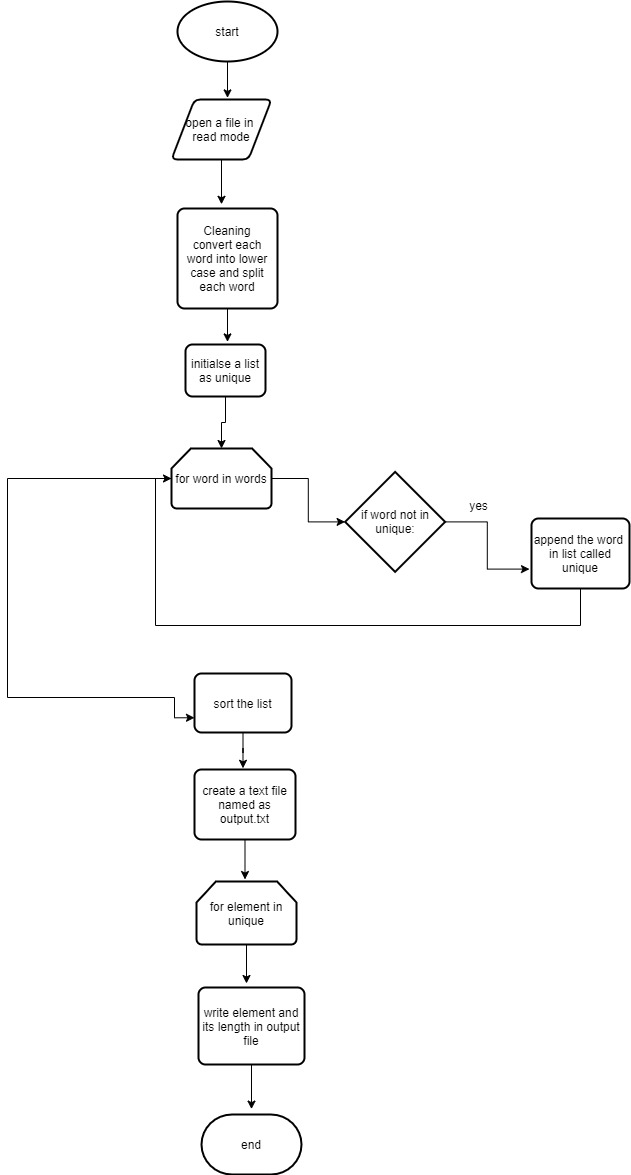 start
open a file in
read mode
Cleaning
convert each
word into lower
case and split
each word
initialse a list
as unique
for word in words
if word not in
unique:
yes
append the word
in list called
unique
sort the list
create a text file
named as
output.txt
for element in
unique
write element and
its length in output
file
end